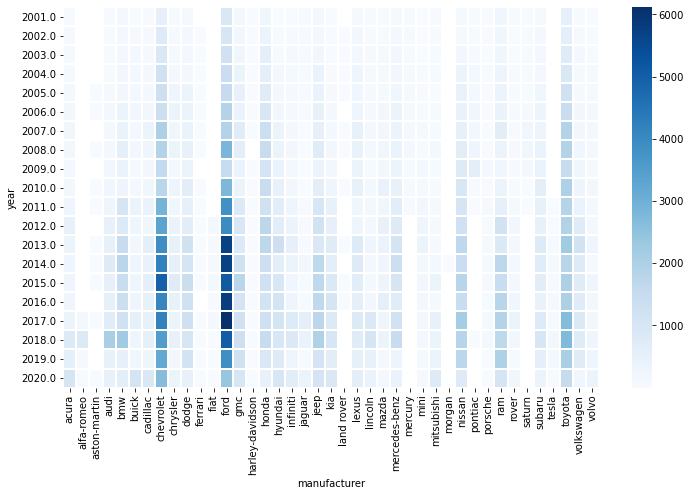 year
2001.0
2002.0
2003.0
2004.0
2005.0
2006.0
2007.0
2008.0
2009.0
2010.0
2011.0
2012.0
2013.0
2014.0
2015.0
2016.0
2017.0
2018.0
2019.0
2020.0
acura
alfa-romeo
aston-martin
audi
bmw
buick
cadillac
chevrolet
chrysler
dodge
ferrari
fiat
ford
gmc
harley-davidson
honda
hyundai
infiniti
jaguar
jeep
kia
land rover
lexus
lincoln
mazda
mercedes-benz
mercury
mini
mitsubishi
morgan
nissan
pontiac
porsche
ram
rover
saturn
subaru
tesla
toyota
volkswagen
volvo
manufacturer
6000
5000
4000
3000
2000
1000